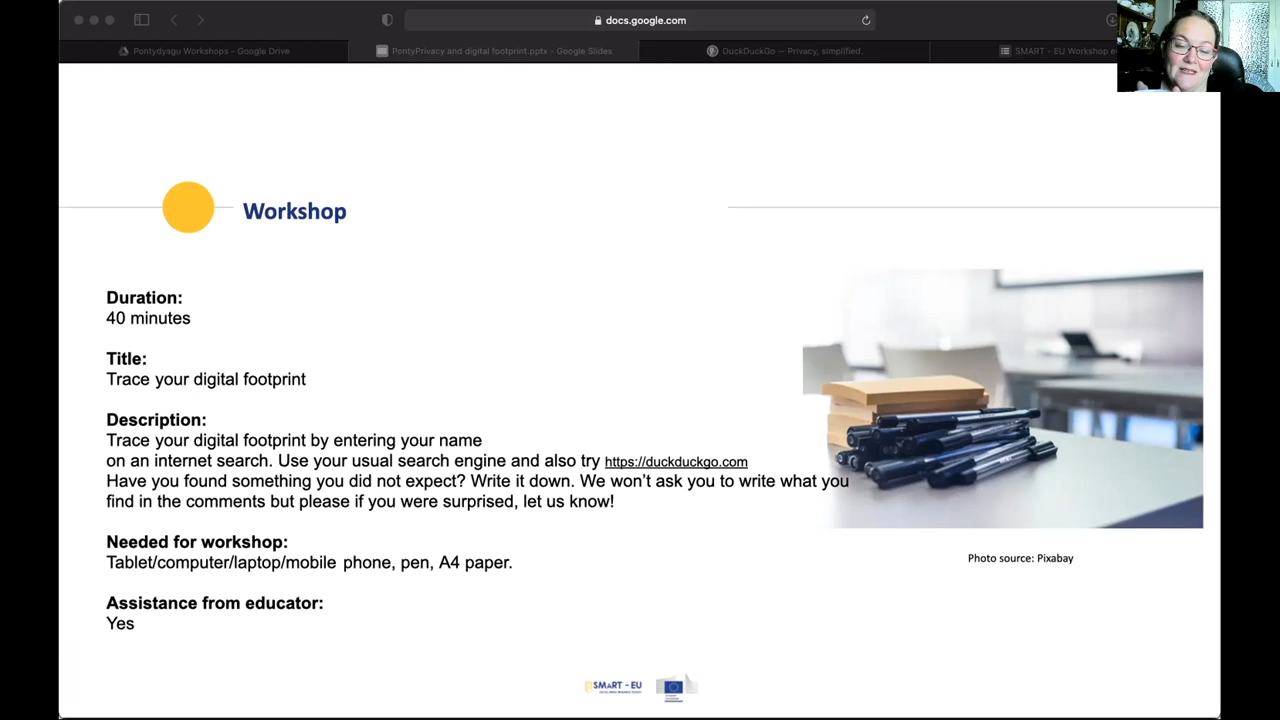 docs.google.com
Pontydysgu Workshops - Google Drive
PontyPrivacy and digital footprint.pptx - Google Slides
DuckDuckGo — Privacy, simplified.
SMART - EU Workshop e
Workshop
Duration:
40 minutes
Title:
Trace your digital footprint
Description:
Trace your digital footprint by entering your name
on an internet search. Use your usual search engine and also try https://duckduckgo.com
Have you found something you did not expect? Write it down. We won’t ask you to write what you
find in the comments but please if you were surprised, let us know!
Needed for workshop:
Tablet/computer/laptop/mobile phone, pen, A4 paper.
Assistance from educator:
Yes
Photo source: Pixabay
SMART - EU